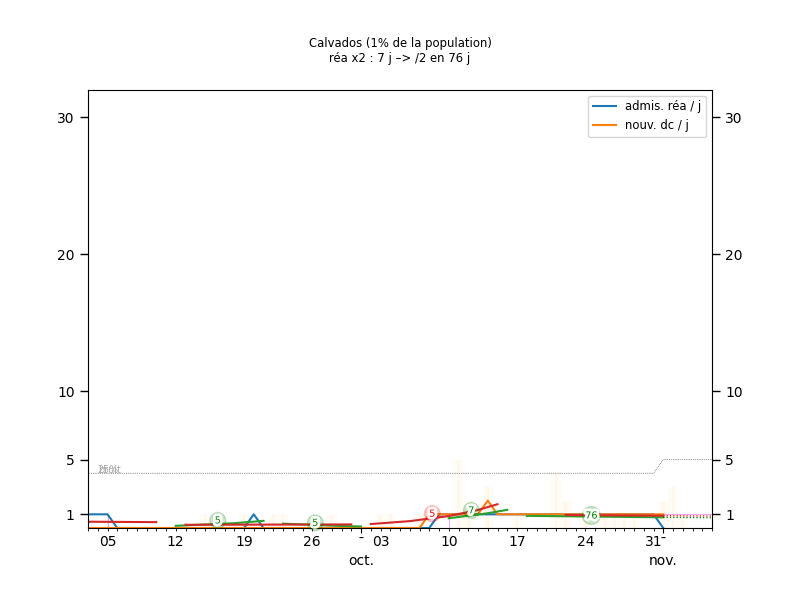 Calvados (1% de la population)
réa x2 : 7 j –> /2 en 76 j
admis. réa / j
nouv. dc / j
30 30
20 20
10 10
5 5
1 1
5 5 5 7 76
05 12 19 26 - 03 10 17 24 31 -
oct. nov.